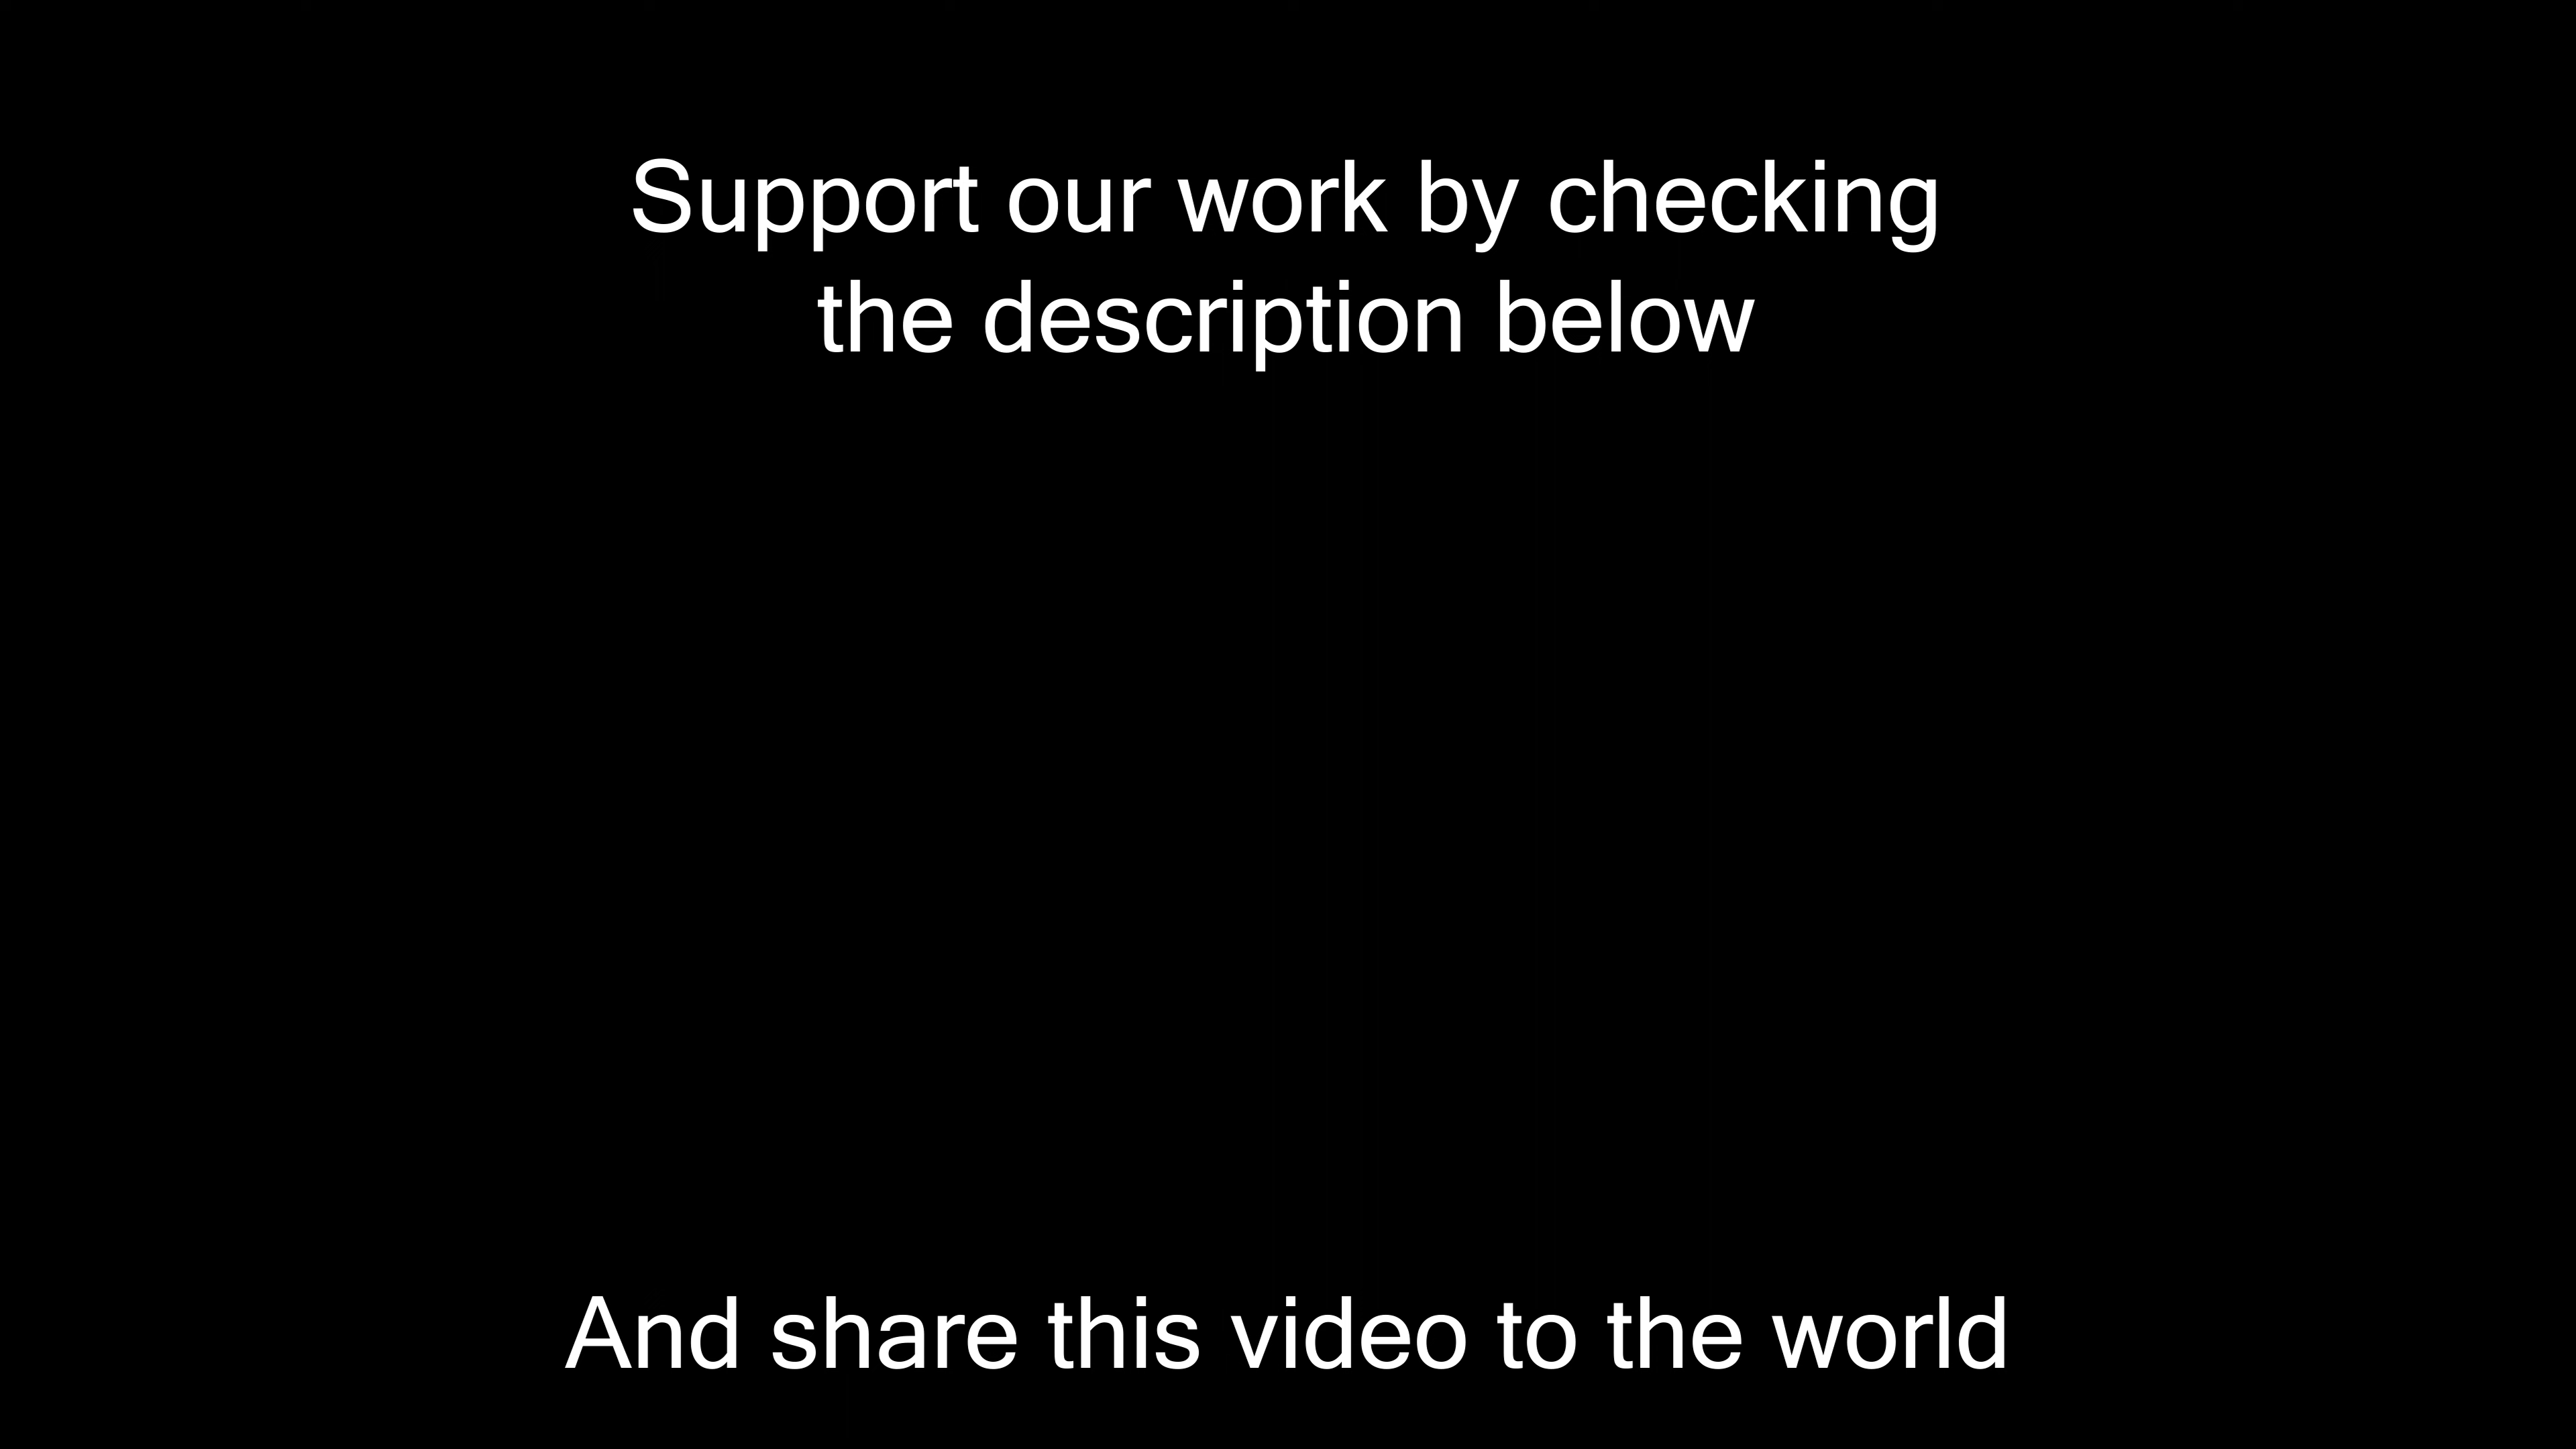 Support our work by checking
the description below
And share this video to the world